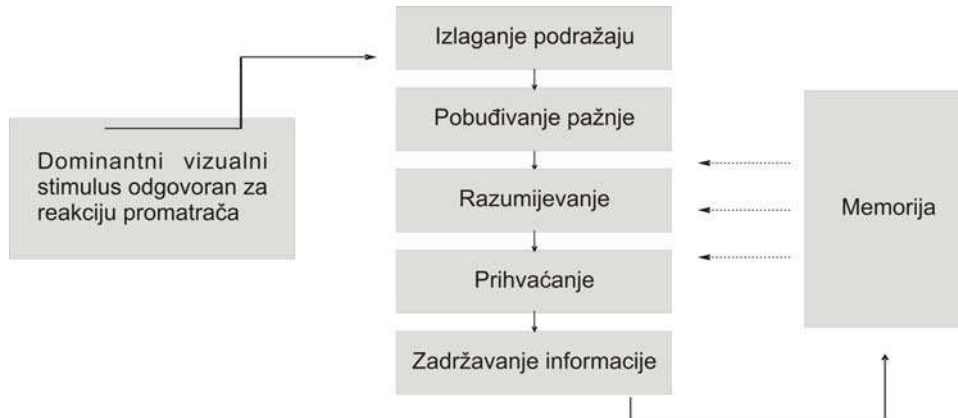 Izlaganje podražaju
Pobuđivanje pažnje
Dominantni vizualni
stimulus odgovoran za
reakciju promatrača
Razumijevanje
Memorija
Prihvaćanje
Zadržavanje informacije